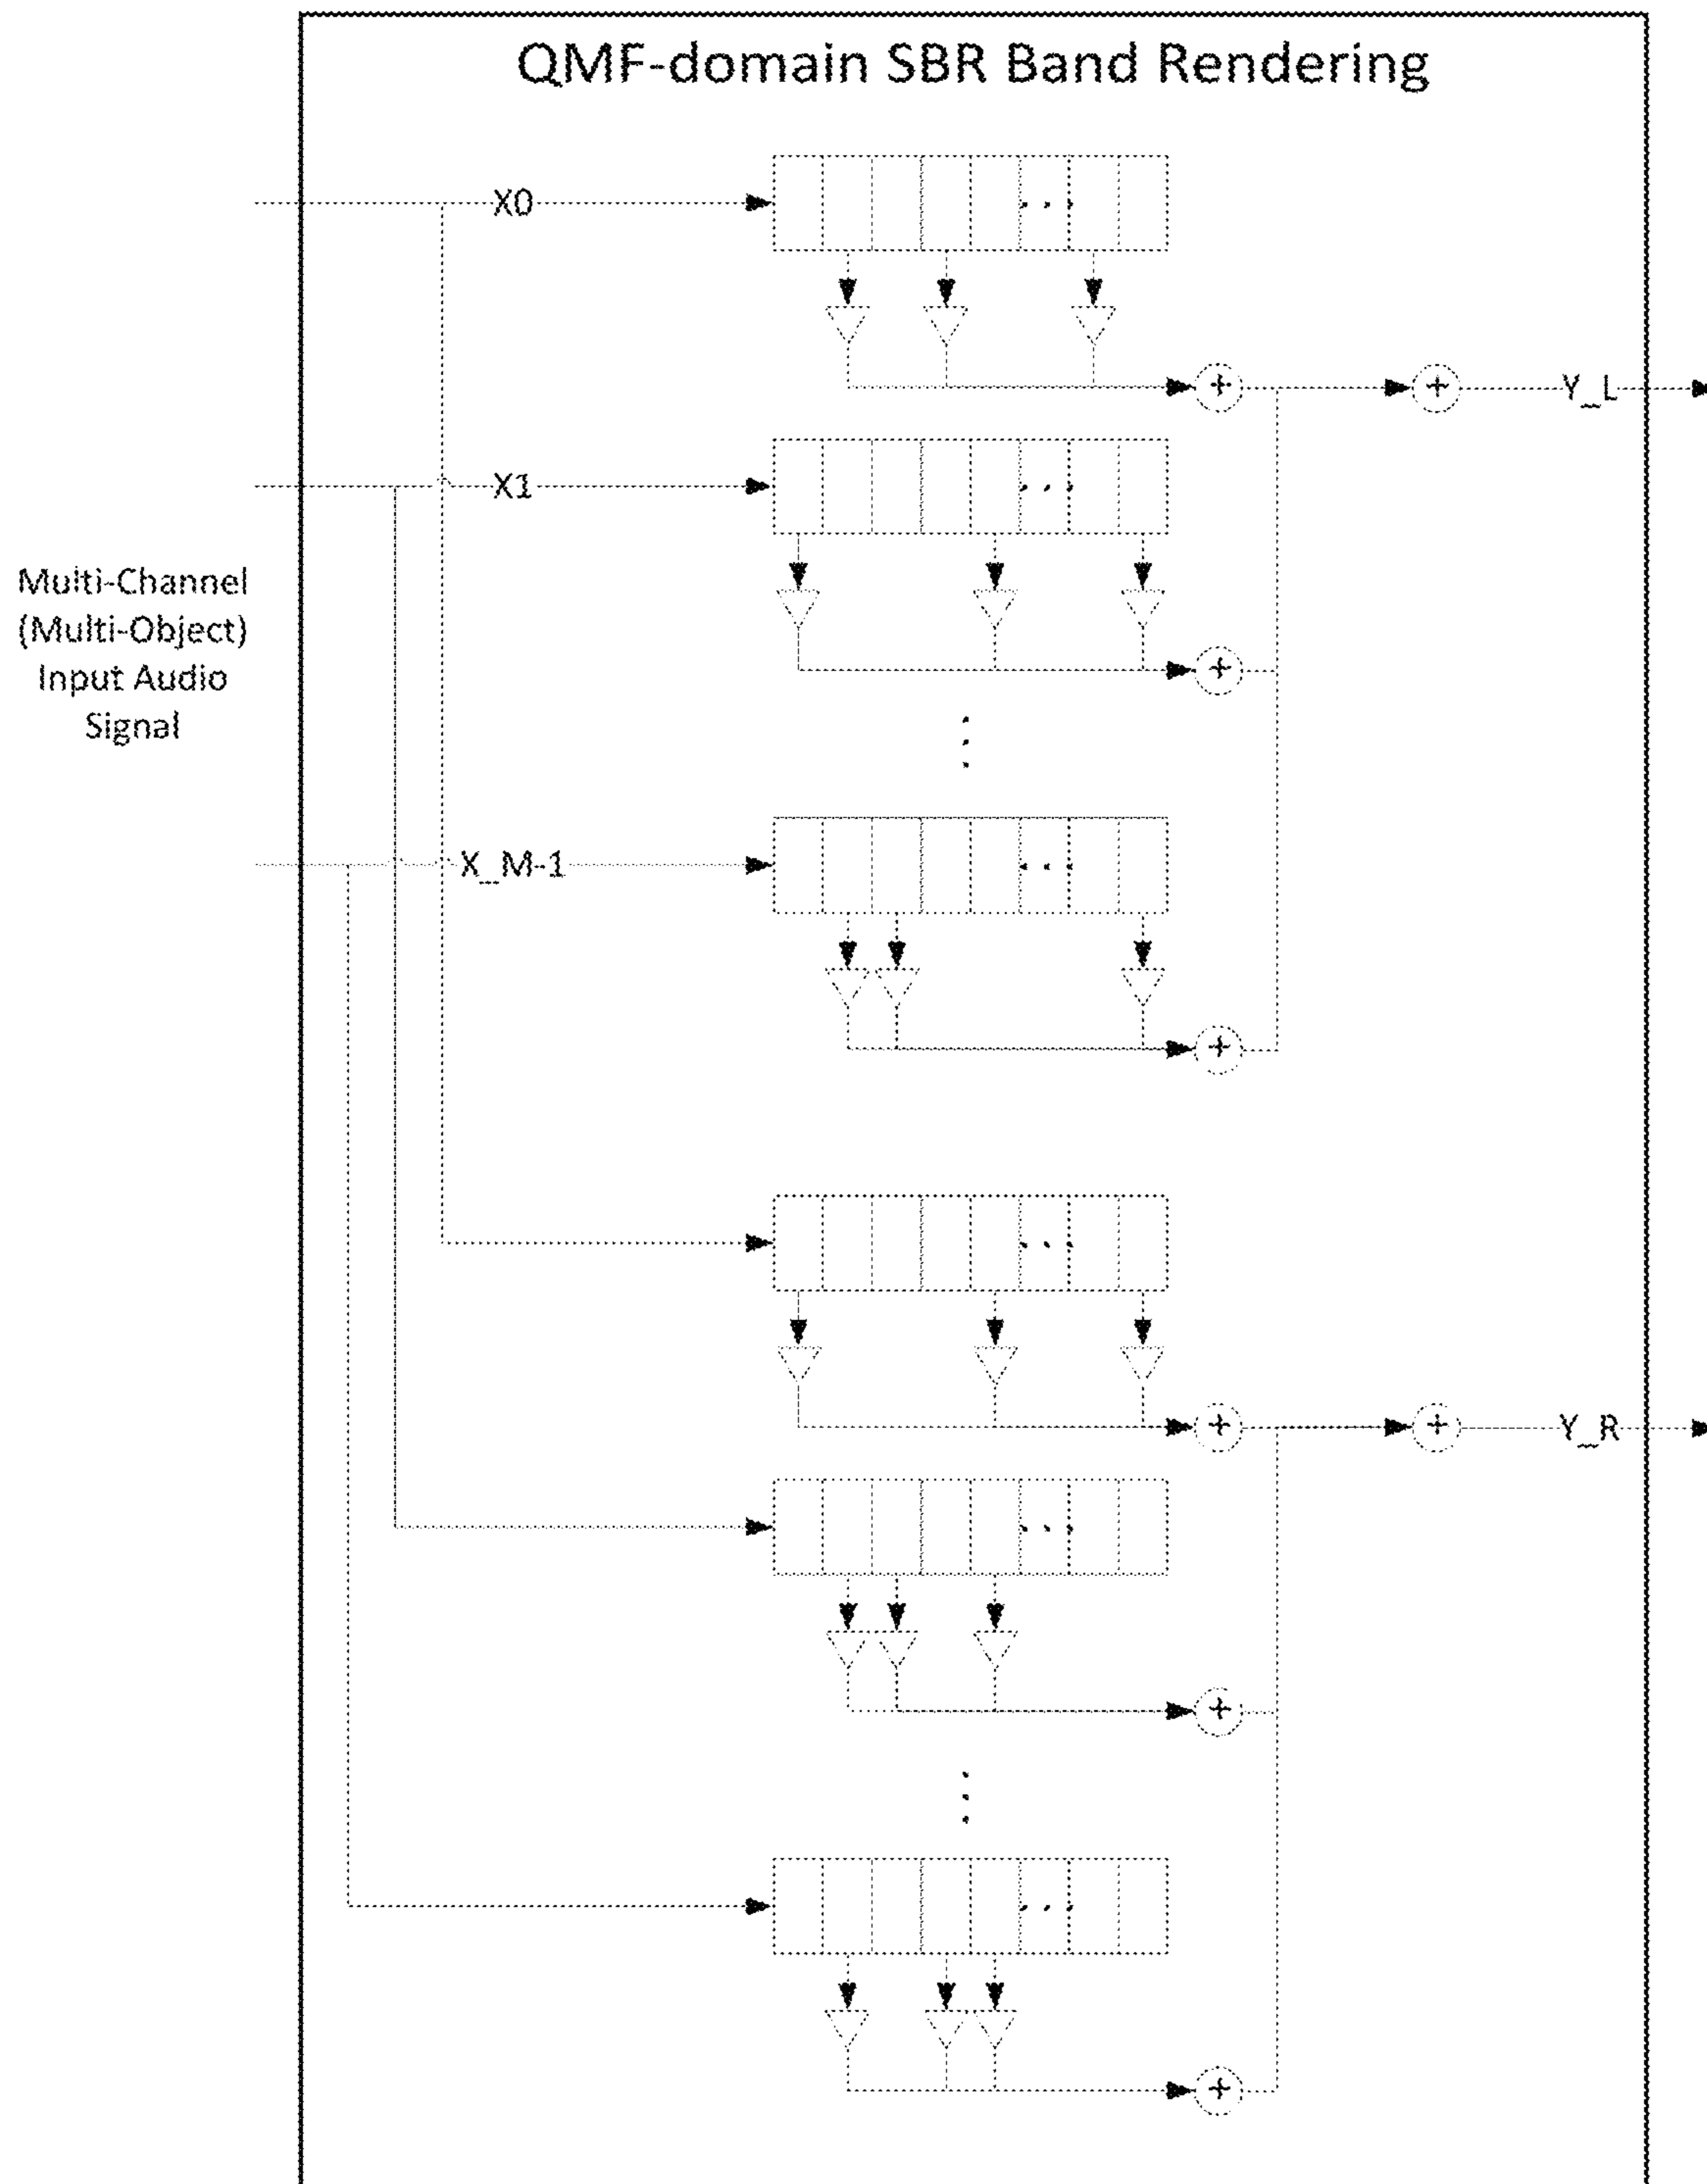 QMF-domain SBR Band Rendering
X0
Y_L
X1
Multi-Channel
(Multi-Object)
Input Audio
Signal
X_M-1
Y_R